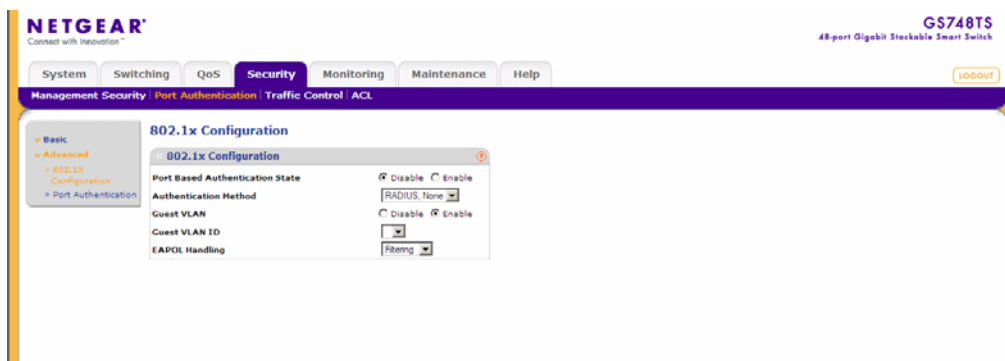 NETGEAR®
Connect with Innovation™
GS748TS
48-port Gigabit Stackable Smart Switch
System Switching QoS Security Monitoring Maintenance Help
LOGOUT
Management Security | Port Authentication | Traffic Control | ACL
Basic
Advanced
802.1X Configuration
Port Authentication
802.1x Configuration
802.1x Configuration
Port Based Authentication State Disable Enable
Authentication Method RADIUS, None
Guest VLAN Disable Enable
Guest VLAN ID
EAPOL Handling Filtering